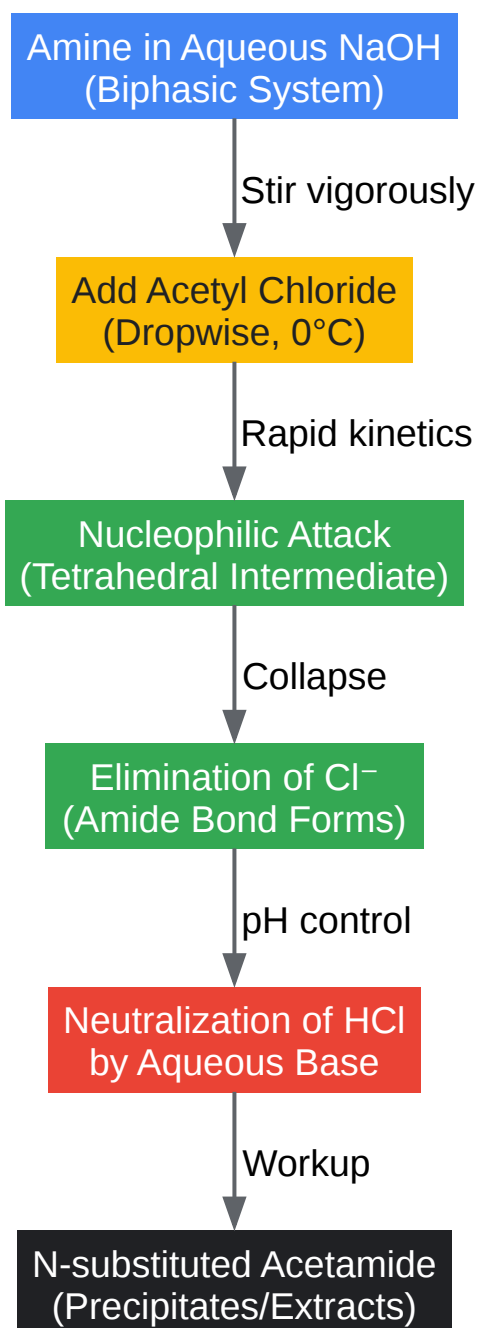 Amine in Aqueous NaOH
(Biphasic System)
Stir vigorously
Add Acetyl Chloride
(Dropwise, 0°C)
Rapid kinetics
Nucleophilic Attack
(Tetrahedral Intermediate)
Collapse
Elimination of Cl⁻
(Amide Bond Forms)
pH control
Neutralization of HCl
by Aqueous Base
Workup
N-substituted Acetamide
(Precipitates/Extracts)